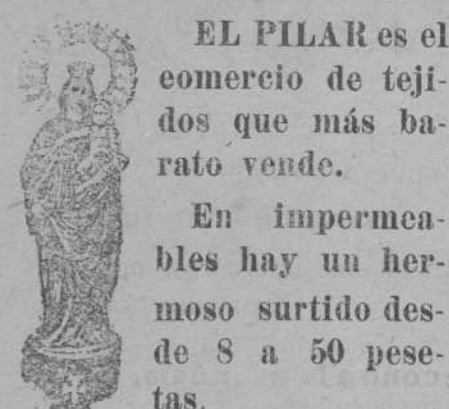 EL PILAR es el
comercio de teji-
dos que más ba-
rato vende.
En impermea-
bles hay un her-
moso surtido des-
de 8 a 50 pese-
tas.